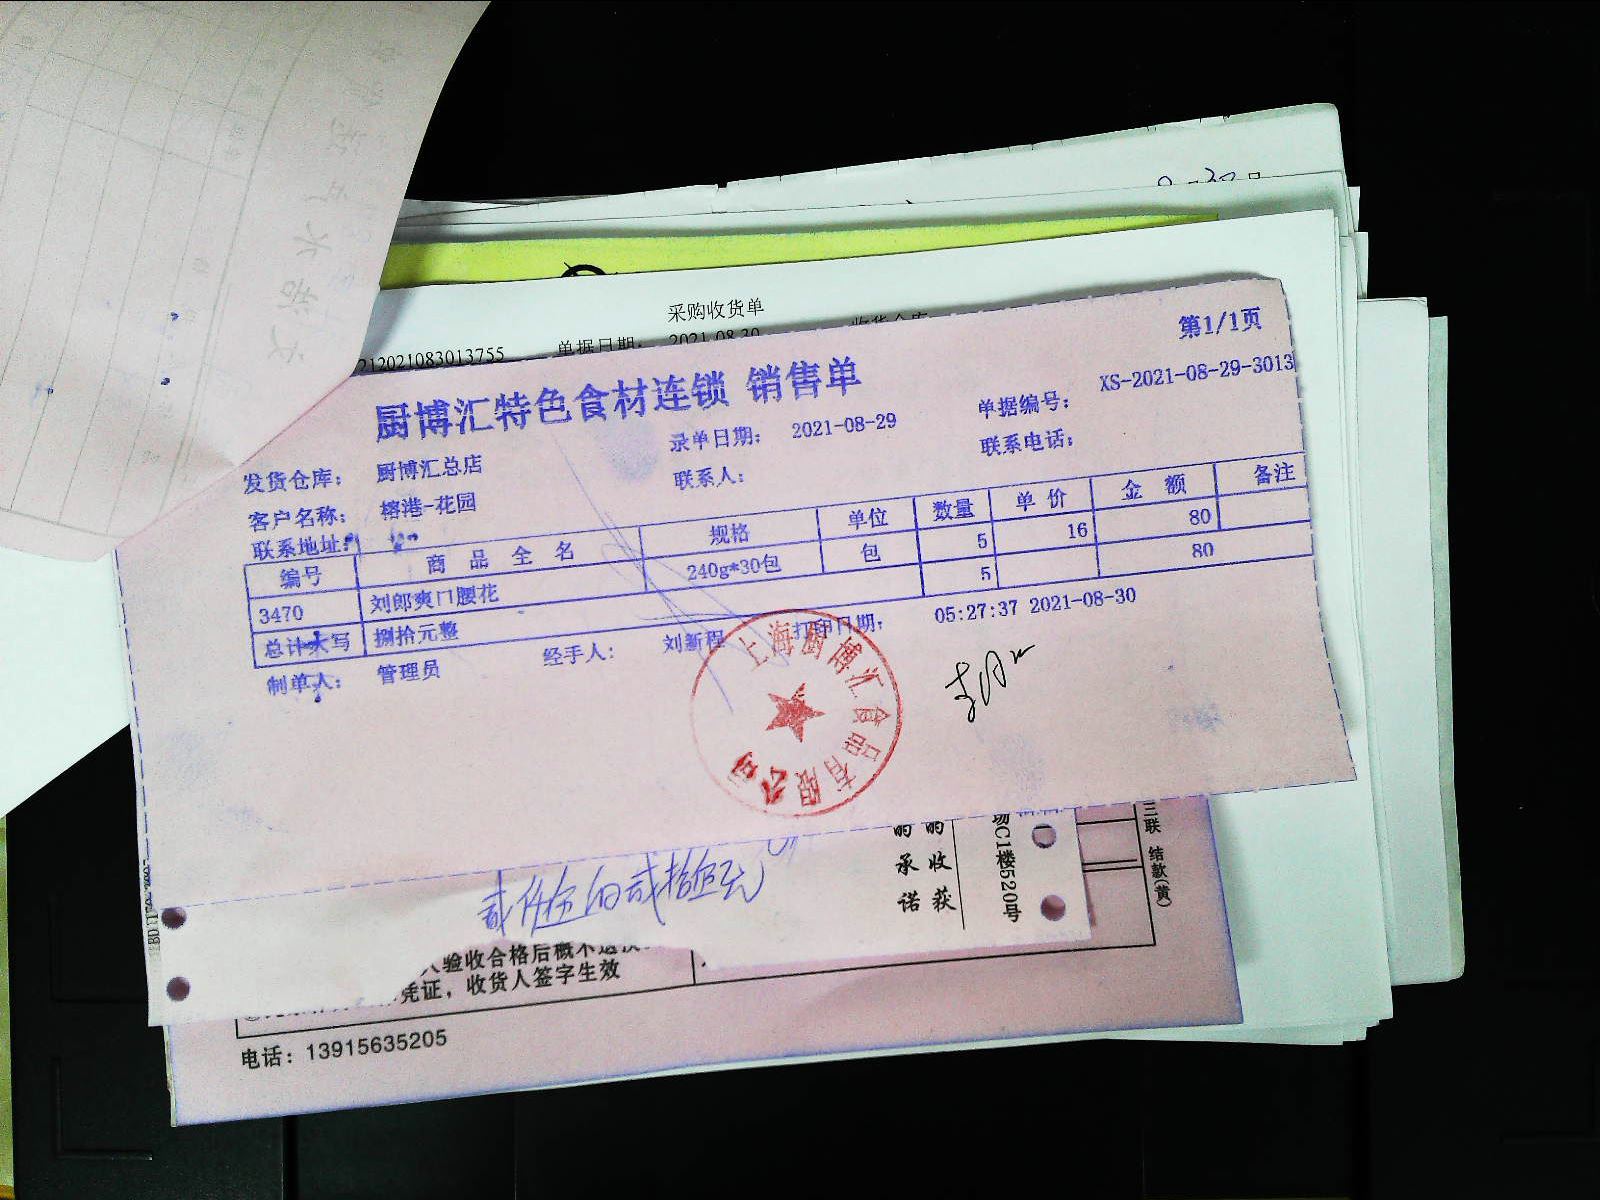 采购收货单
212021083013755 单据日期： 2021-08-30
第1/1页
厨博汇特色食材连锁 销售单
单据编号： XS-2021-08-29-3013
录单日期： 2021-08-29
发货仓库： 厨博汇总店
联系人：
联系电话：
客户名称： 榕港-花园
联系地址：
编号 商 品 全 名 规格 单位 数量 单 价 金 额 备注
3470 刘郎爽口腰花 240g*30包 包 5 16 80
总计大写 捌拾元整 5 80
制单人： 管理员 经手人： 刘新程 打印日期： 05:27:37 2021-08-30
上海厨博汇食品有限公司
三联 结款(黄)
的 的
承 收
诺 获
场C1楼520号
人验收合格后概不退
凭证，收货人签字生效
电话：13915635205